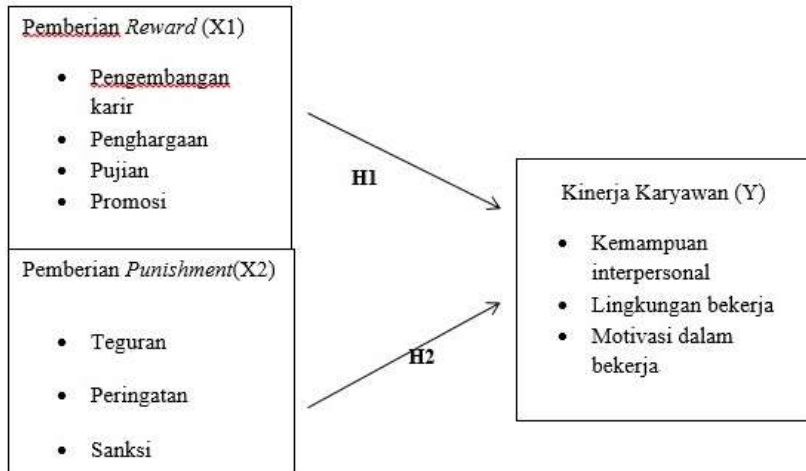 Pemberian Reward (X1)
• Pengembangan
karir
• Penghargaan
• Pujian
• Promosi
H1
Pemberian Punishment(X2)
• Teguran
• Peringatan
• Sanksi
H2
Kinerja Karyawan (Y)
• Kemampuan
interpersonal
• Lingkungan bekerja
• Motivasi dalam
bekerja